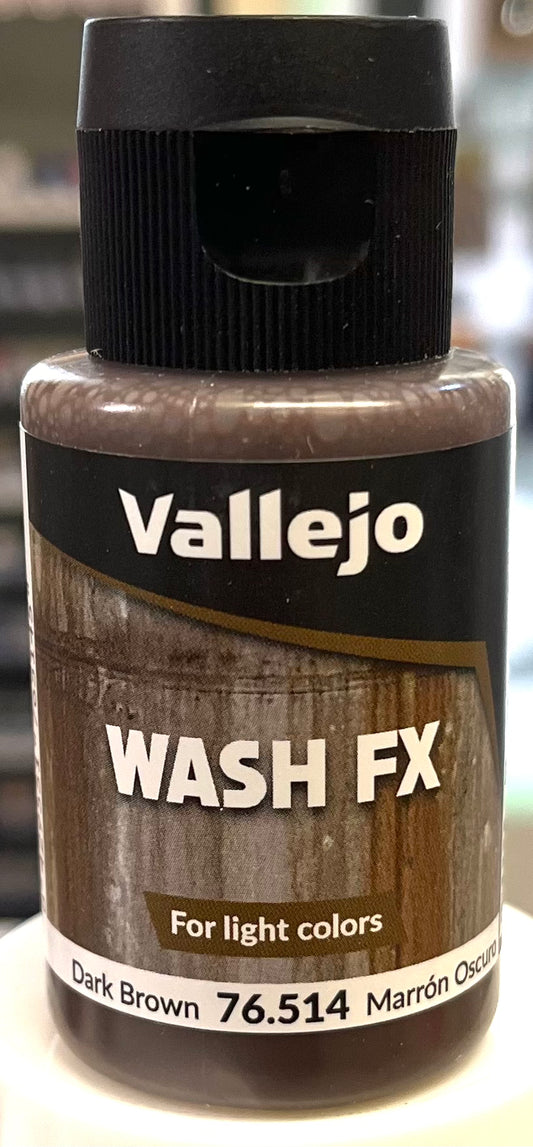 Vallejo
WASH FX
For light colors
Dark Brown 76.514 Marrón Oscuro